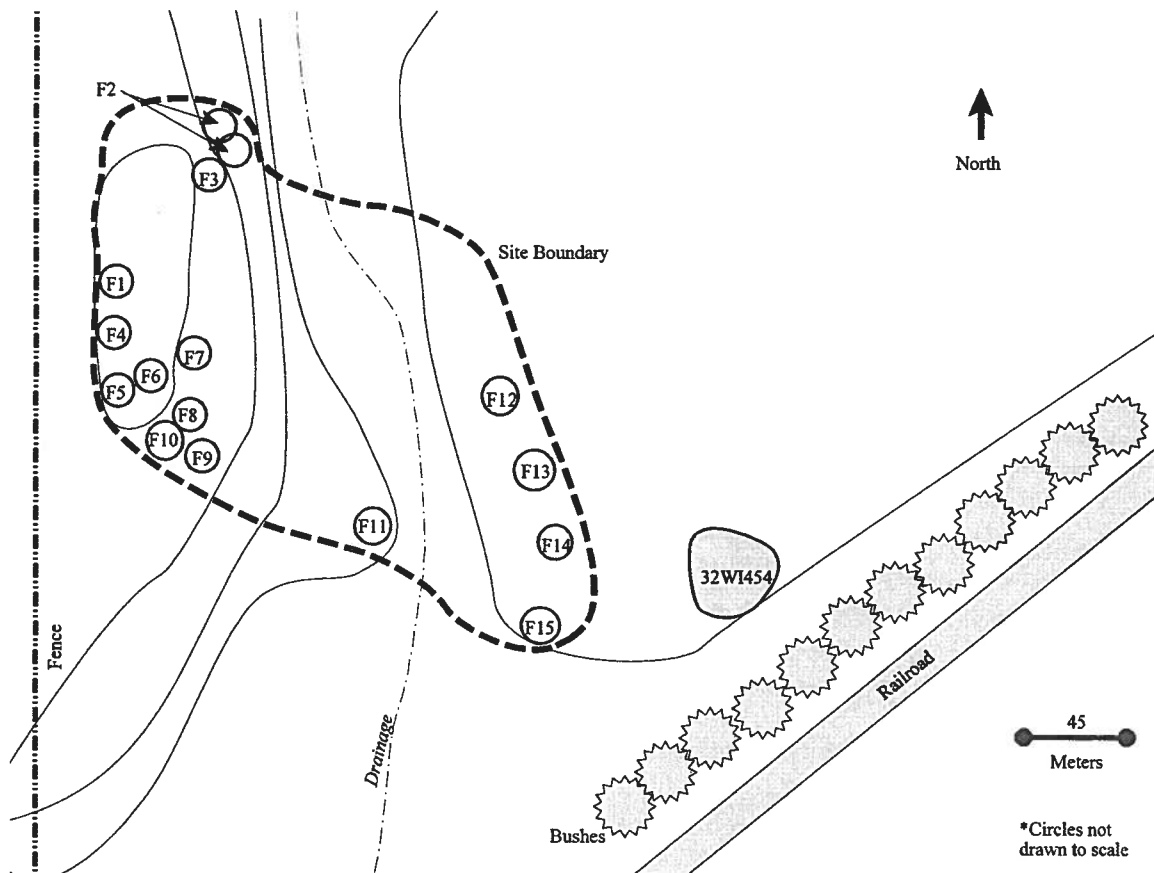 F2
North
F3
Site Boundary
F1
F4
F7
F6
F5
F12
F8
F10
F9
F13
F11
F14
32WI454
F15
Fence
Railroad
Drainage
45
Meters
Bushes
*Circles not
drawn to scale